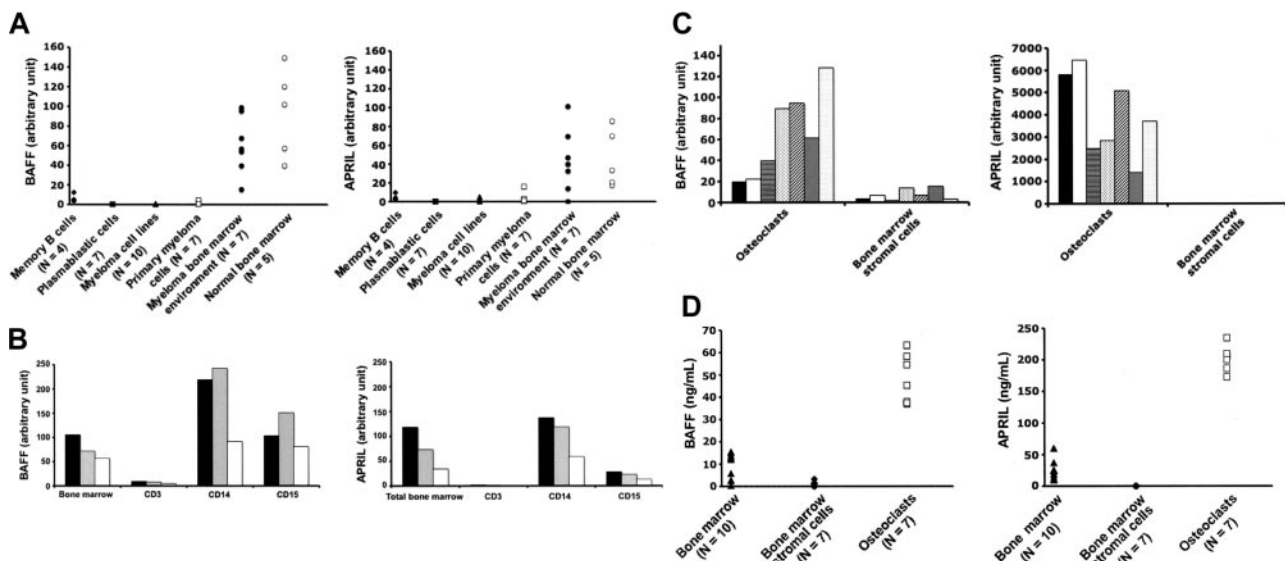 A
BAFF (arbitrary unit)
160
140
120
100
80
60
40
20
0
Memory B cells
(N = 4)
Plasmablastic cells
(N = 7)
Myeloma cell lines
(N = 10)
Primary myeloma
cells (N = 7)
Myeloma bone marrow
environment (N = 7)
Normal bone marrow
(N = 5)
APRIL (arbitrary unit)
160
140
120
100
80
60
40
20
0
Memory B cells
(N = 4)
Plasmablastic cells
(N = 7)
Myeloma cell lines
(N = 10)
Primary myeloma
cells (N = 7)
Myeloma bone marrow
environment (N = 7)
Normal bone marrow
(N = 5)
B
BAFF (arbitrary unit)
250
200
150
100
50
0
Bone marrow
CD3
CD14
CD15
APRIL (arbitrary unit)
250
200
150
100
50
0
Total bone marrow
CD3
CD14
CD15
C
BAFF (arbitrary unit)
140
120
100
80
60
40
20
0
Osteoclasts
Bone marrow
stromal cells
APRIL (arbitrary unit)
7000
6000
5000
4000
3000
2000
1000
0
Osteoclasts
Bone marrow
stromal cells
D
BAFF (ng/mL)
70
60
50
40
30
20
10
0
Bone marrow
(N = 10)
Bone marrow
stromal cells
(N = 7)
Osteoclasts
(N = 7)
APRIL (ng/mL)
250
200
150
100
50
0
Bone marrow
(N = 10)
Bone marrow
stromal cells
(N = 7)
Osteoclasts
(N = 7)